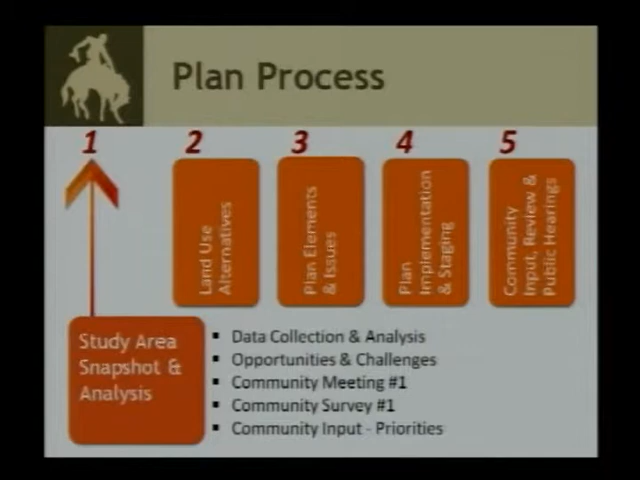 Plan Process
1
2
3
4
5
Land Use
Alternatives
Plan Elements
& Issues
Plan
Implementation
& Staging
Community
Input, Review &
Public Hearings
Study Area
Snapshot &
Analysis
▪ Data Collection & Analysis
▪ Opportunities & Challenges
▪ Community Meeting #1
▪ Community Survey #1
▪ Community Input - Priorities